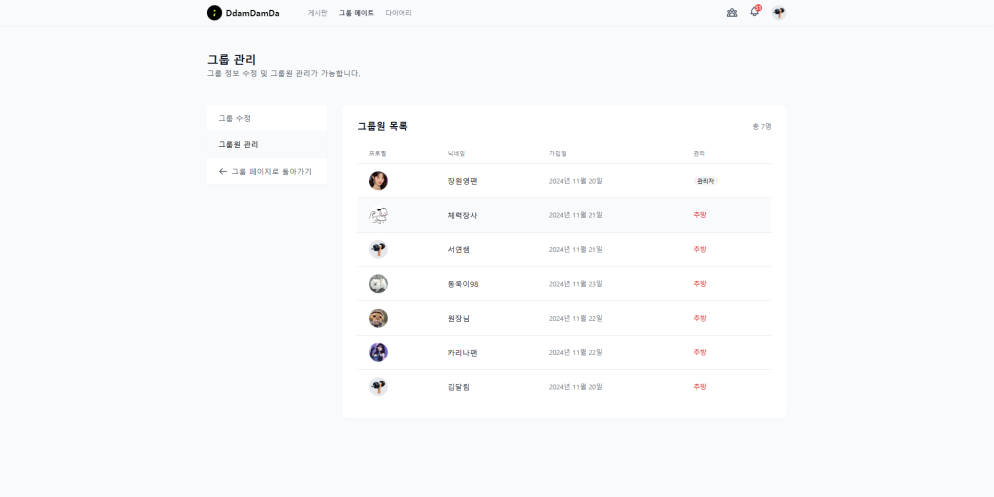 DdamDamDa 게시판 그룹 메이트 다이어리
그룹 관리
그룹 정보 수정 및 그룹원 관리가 가능합니다.
그룹 수정
그룹원 관리
← 그룹 페이지로 돌아가기
그룹원 목록 총 7명
프로필 닉네임 가입일 관리
장원영팬 2024년 11월 20일 관리자
체력장사 2024년 11월 21일 추방
서연쌤 2024년 11월 21일 추방
동욱이98 2024년 11월 23일 추방
원장님 2024년 11월 22일 추방
카리나팬 2024년 11월 22일 추방
김달림 2024년 11월 20일 추방